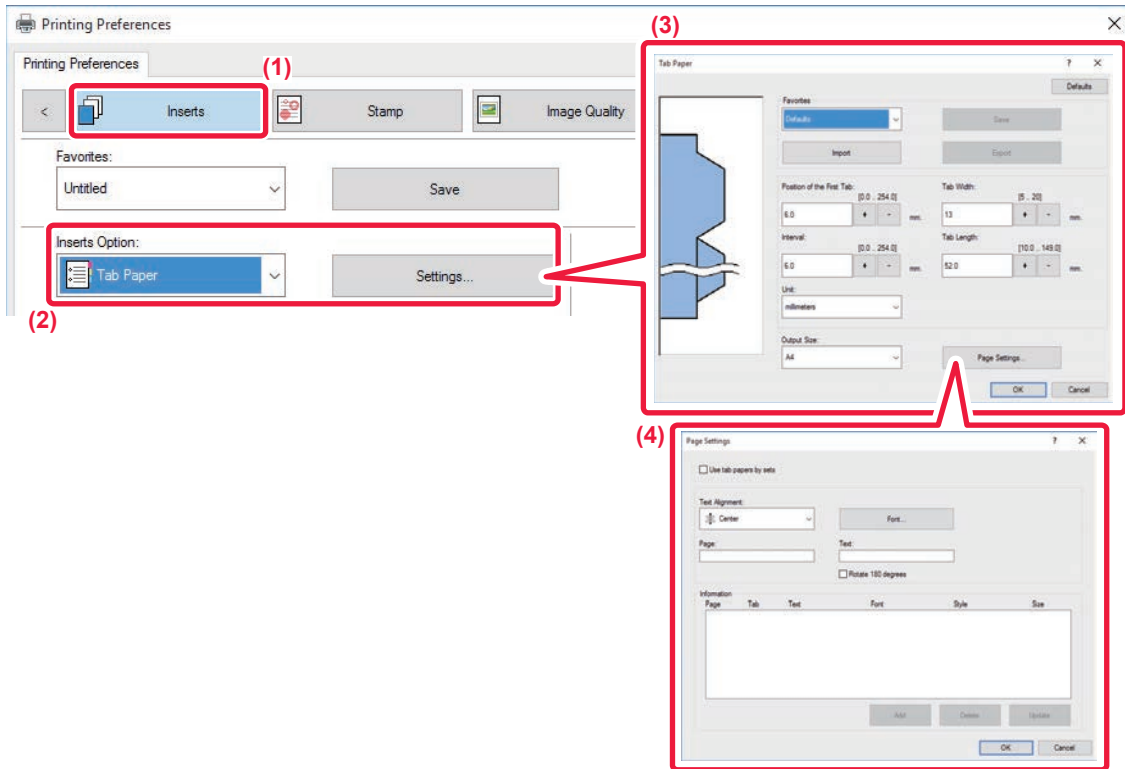 Printing Preferences
Printing Preferences
(1)
< Inserts Stamp Image Quality
Favorites:
Untitled Save
Inserts Option:
Tab Paper Settings...
(2)
(3)
Tab Paper ? ×
Defaults
Favorites
Defaults Save
Import Export
Position of the First Tab: Tab Width:
[0.0 .. 254.0] [5 .. 20]
6.0 + - mm. 13 + - mm.
Interval: Tab Length:
[0.0 .. 254.0] [10.0 .. 149.0]
6.0 + - mm. 52.0 + - mm.
Unit:
millimeters
Output Size:
A4 Page Settings...
OK Cancel
(4)
Page Settings ? ×
Use tab papers by sets
Text Alignment:
Center Font...
Page: Text:
Rotate 180 degrees
Information
Page Tab Text Font Style Size
Add Delete Update
OK Cancel